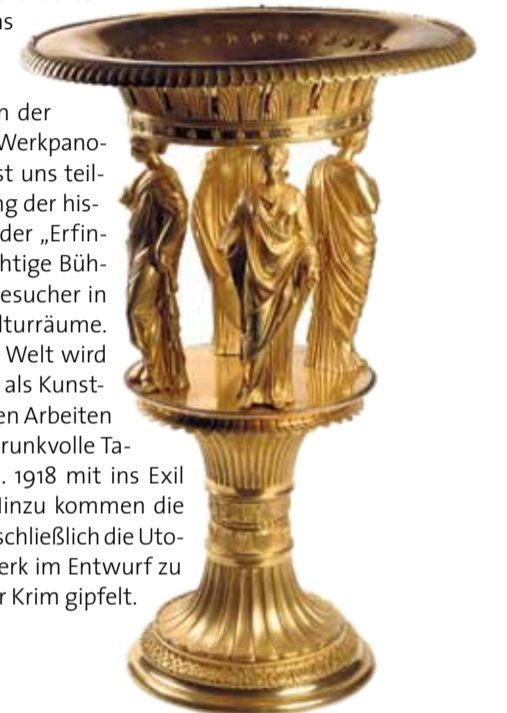 ns
n der
Werkpano-
st uns teil-
ng der his-
der „Erfin-
htige Büh-
esucher in
lturräume.
Welt wird
als Kunst-
en Arbeiten
runkvolle Ta-
. 1918 mit ins Exil
Hinzu kommen die
schließlich die Uto-
erk im Entwurf zu
r Krim gipfelt.